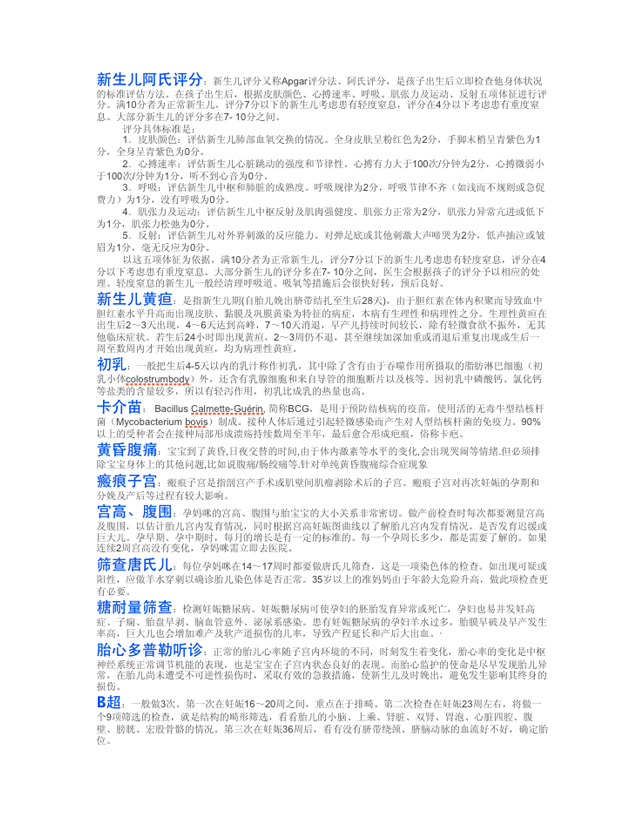 新生儿阿氏评分：新生儿评分又称Apgar评分法、阿氏评分，是孩子出生后立即检查他身体状况
的标准评估方法。在孩子出生后，根据皮肤颜色、心搏速率、呼吸、肌张力及运动、反射五项体征进行评
分。满10分者为正常新生儿，评分7分以下的新生儿考虑患有轻度窒息，评分在4分以下考虑患有重度窒
息。大部分新生儿的评分多在7- 10分之间。
评分具体标准是：
1．皮肤颜色：评估新生儿肺部血氧交换的情况。全身皮肤呈粉红色为2分，手脚末梢呈青紫色为1
分，全身呈青紫色为0分。
2．心搏速率：评估新生儿心脏跳动的强度和节律性。心搏有力大于100次/分钟为2分，心搏微弱小
于100次/分钟为1分，听不到心音为0分。
3．呼吸：评估新生儿中枢和肺脏的成熟度。呼吸规律为2分，呼吸节律不齐（如浅而不规则或急促
费力）为1分，没有呼吸为0分。
4．肌张力及运动：评估新生儿中枢反射及肌肉强健度。肌张力正常为2分，肌张力异常亢进或低下
为1分，肌张力松弛为0分。
5．反射：评估新生儿对外界刺激的反应能力。对弹足底或其他刺激大声啼哭为2分，低声抽泣或皱
眉为1分，毫无反应为0分。
以这五项体征为依据，满10分者为正常新生儿，评分7分以下的新生儿考虑患有轻度窒息，评分在4
分以下考虑患有重度窒息。大部分新生儿的评分多在7- 10分之间，医生会根据孩子的评分予以相应的处
理。轻度窒息的新生儿一般经清理呼吸道、吸氧等措施后会很快好转，预后良好。
新生儿黄疸：是指新生儿期(自胎儿娩出脐带结扎至生后28天)，由于胆红素在体内积聚而导致血中
胆红素水平升高而出现皮肤、黏膜及巩膜黄染为特征的病症，本病有生理性和病理性之分。生理性黄疸在
出生后2～3天出现，4～6天达到高峰，7～10天消退，早产儿持续时间较长，除有轻微食欲不振外，无其
他临床症状。若生后24小时即出现黄疸，2～3周仍不退，甚至继续加深加重或消退后重复出现或生后一
周至数周内才开始出现黄疸，均为病理性黄疸。
初乳：一般把生后4-5天以内的乳汁称作初乳，其中除了含有由于吞噬作用所摄取的脂肪淋巴细胞（初
乳小体colostrumbody）外，还含有乳腺细胞和来自导管的细胞断片以及核等。因初乳中磷酸钙、氯化钙
等盐类的含量较多，所以有轻泻作用，初乳比成乳的热量也高。
卡介苗： Bacillus Calmette-Guérin, 简称BCG，是用于预防结核病的疫苗，使用活的无毒牛型结核杆
菌（Mycobacterium bovis）制成。接种人体后通过引起轻微感染而产生对人型结核杆菌的免疫力。90%
以上的受种者会在接种局部形成溃疡持续数周至半年，最后愈合形成疤痕，俗称卡疤。
黄昏腹痛：宝宝到了黄昏,日夜交替的时间,由于体内激素等水平的变化,会出现哭闹等情绪.但必须排
除宝宝身体上的其他问题,比如说腹痛/肠绞痛等.针对单纯黄昏腹痛综合症现象
瘢痕子宫：瘢痕子宫是指剖宫产手术或肌壁间肌瘤剥除术后的子宫。瘢痕子宫对再次妊娠的孕期和
分娩及产后等过程有较大影响。
宫高、腹围：孕妈咪的宫高、腹围与胎宝宝的大小关系非常密切。做产前检查时每次都要测量宫高
及腹围，以估计胎儿宫内发育情况，同时根据宫高妊娠图曲线以了解胎儿宫内发育情况，是否发育迟缓或
巨大儿。孕早期、孕中期时，每月的增长是有一定的标准的。每一个孕周长多少，都是需要了解的。如果
连续2周宫高没有变化，孕妈咪需立即去医院。
筛查唐氏儿：每位孕妈咪在14～17周时都要做唐氏儿筛查，这是一项染色体的检查。如出现可疑或
阳性，应做羊水穿刺以确诊胎儿染色体是否正常。35岁以上的准妈妈由于年龄大危险升高，做此项检查更
有必要。
糖耐量筛查：检测妊娠糖尿病。妊娠糖尿病可使孕妇的胚胎发育异常或死亡，孕妇也易并发妊高
症、子痫、胎盘早剥、脑血管意外、泌尿系感染。患有妊娠糖尿病的孕妇羊水过多，胎膜早破及早产发生
率高，巨大儿也会增加难产及软产道损伤的几率，导致产程延长和产后大出血。.
胎心多普勒听诊：正常的胎儿心率随子宫内环境的不同，时刻发生着变化，胎心率的变化是中枢
神经系统正常调节机能的表现，也是宝宝在子宫内状态良好的表现。而胎心监护的使命是尽早发现胎儿异
常，在胎儿尚未遭受不可逆性损伤时，采取有效的急救措施，使新生儿及时娩出，避免发生影响其终身的
损伤。
B超：一般做3次。第一次在妊娠16～20周之间，重点在于排畸。第二次检查在妊娠23周左右，将做一
个9项筛选的检查，就是结构的畸形筛选，看看胎儿的小脑、上乘、肾脏、双肾、胃泡、心脏四腔、腹
壁、膀胱、宏股骨骼的情况。第三次在妊娠36周后，看有没有脐带绕颈、脐脑动脉的血流好不好，确定胎
位。